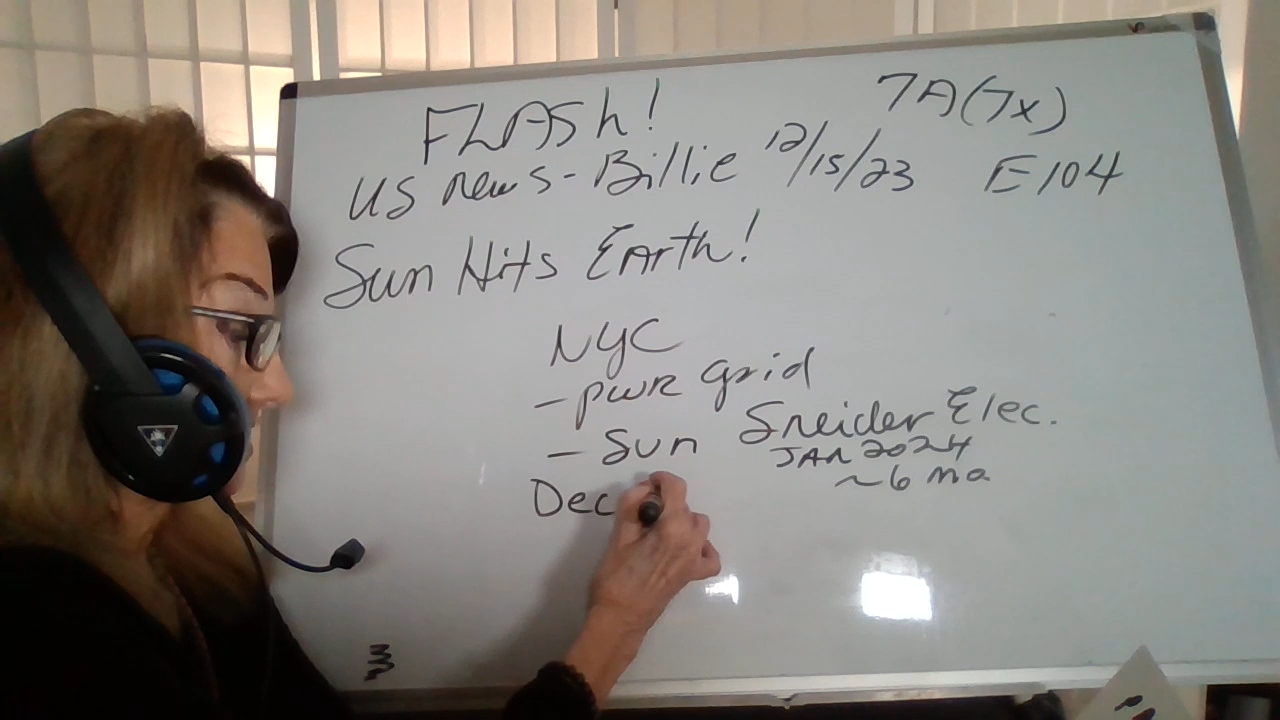 FLASh!
7A(7x)
US news - Billie 12/15/23 E104
Sun Hits Earth!
NYC
- pwr grid
- Sun Sneider Elec.
JAN 2024
~6 mo
Dec